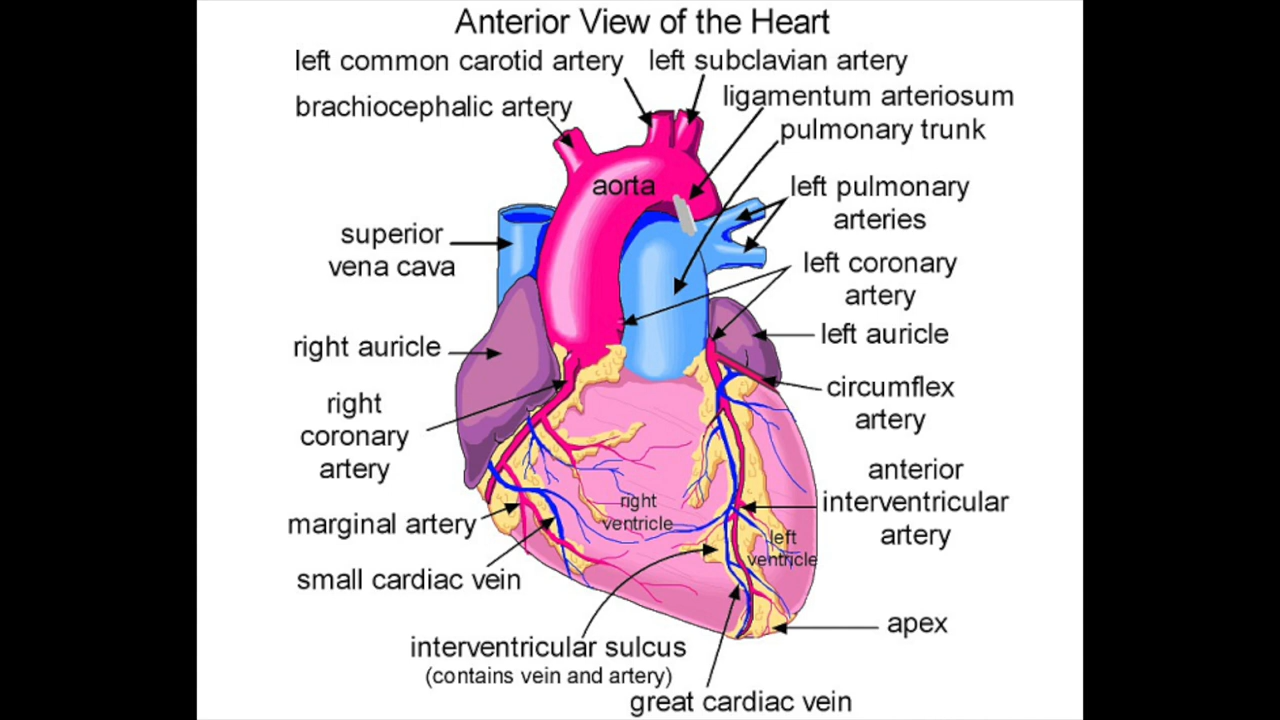 Anterior View of the Heart
left common carotid artery
left subclavian artery
brachiocephalic artery
ligamentum arteriosum
pulmonary trunk
aorta
left pulmonary
arteries
superior
vena cava
left coronary
artery
left auricle
right auricle
circumflex
artery
right
coronary
artery
anterior
interventricular
artery
right
ventricle
left
ventricle
marginal artery
small cardiac vein
apex
interventricular sulcus
(contains vein and artery)
great cardiac vein